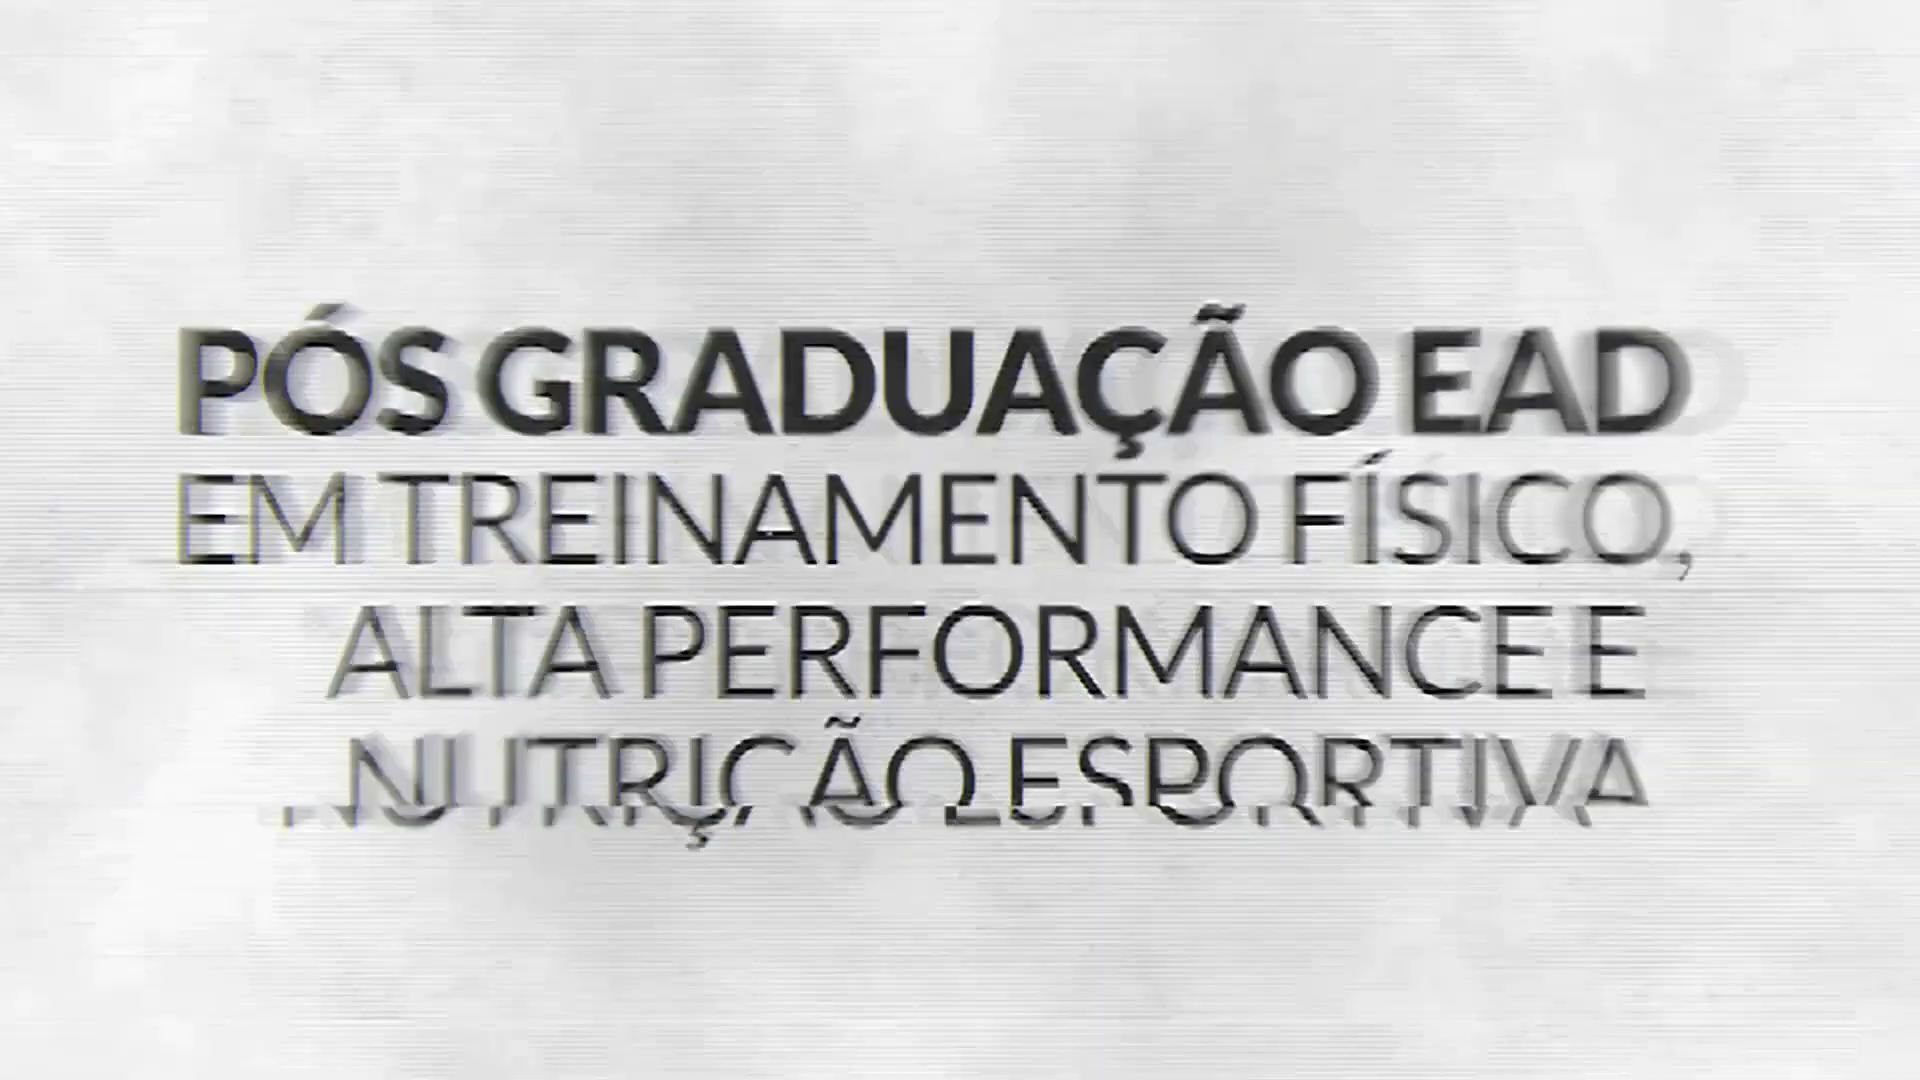 PÓS GRADUAÇÃO EAD
EM TREINAMENTO FÍSICO,
ALTA PERFORMANCE E
NUTRIÇÃO ESPORTIVA